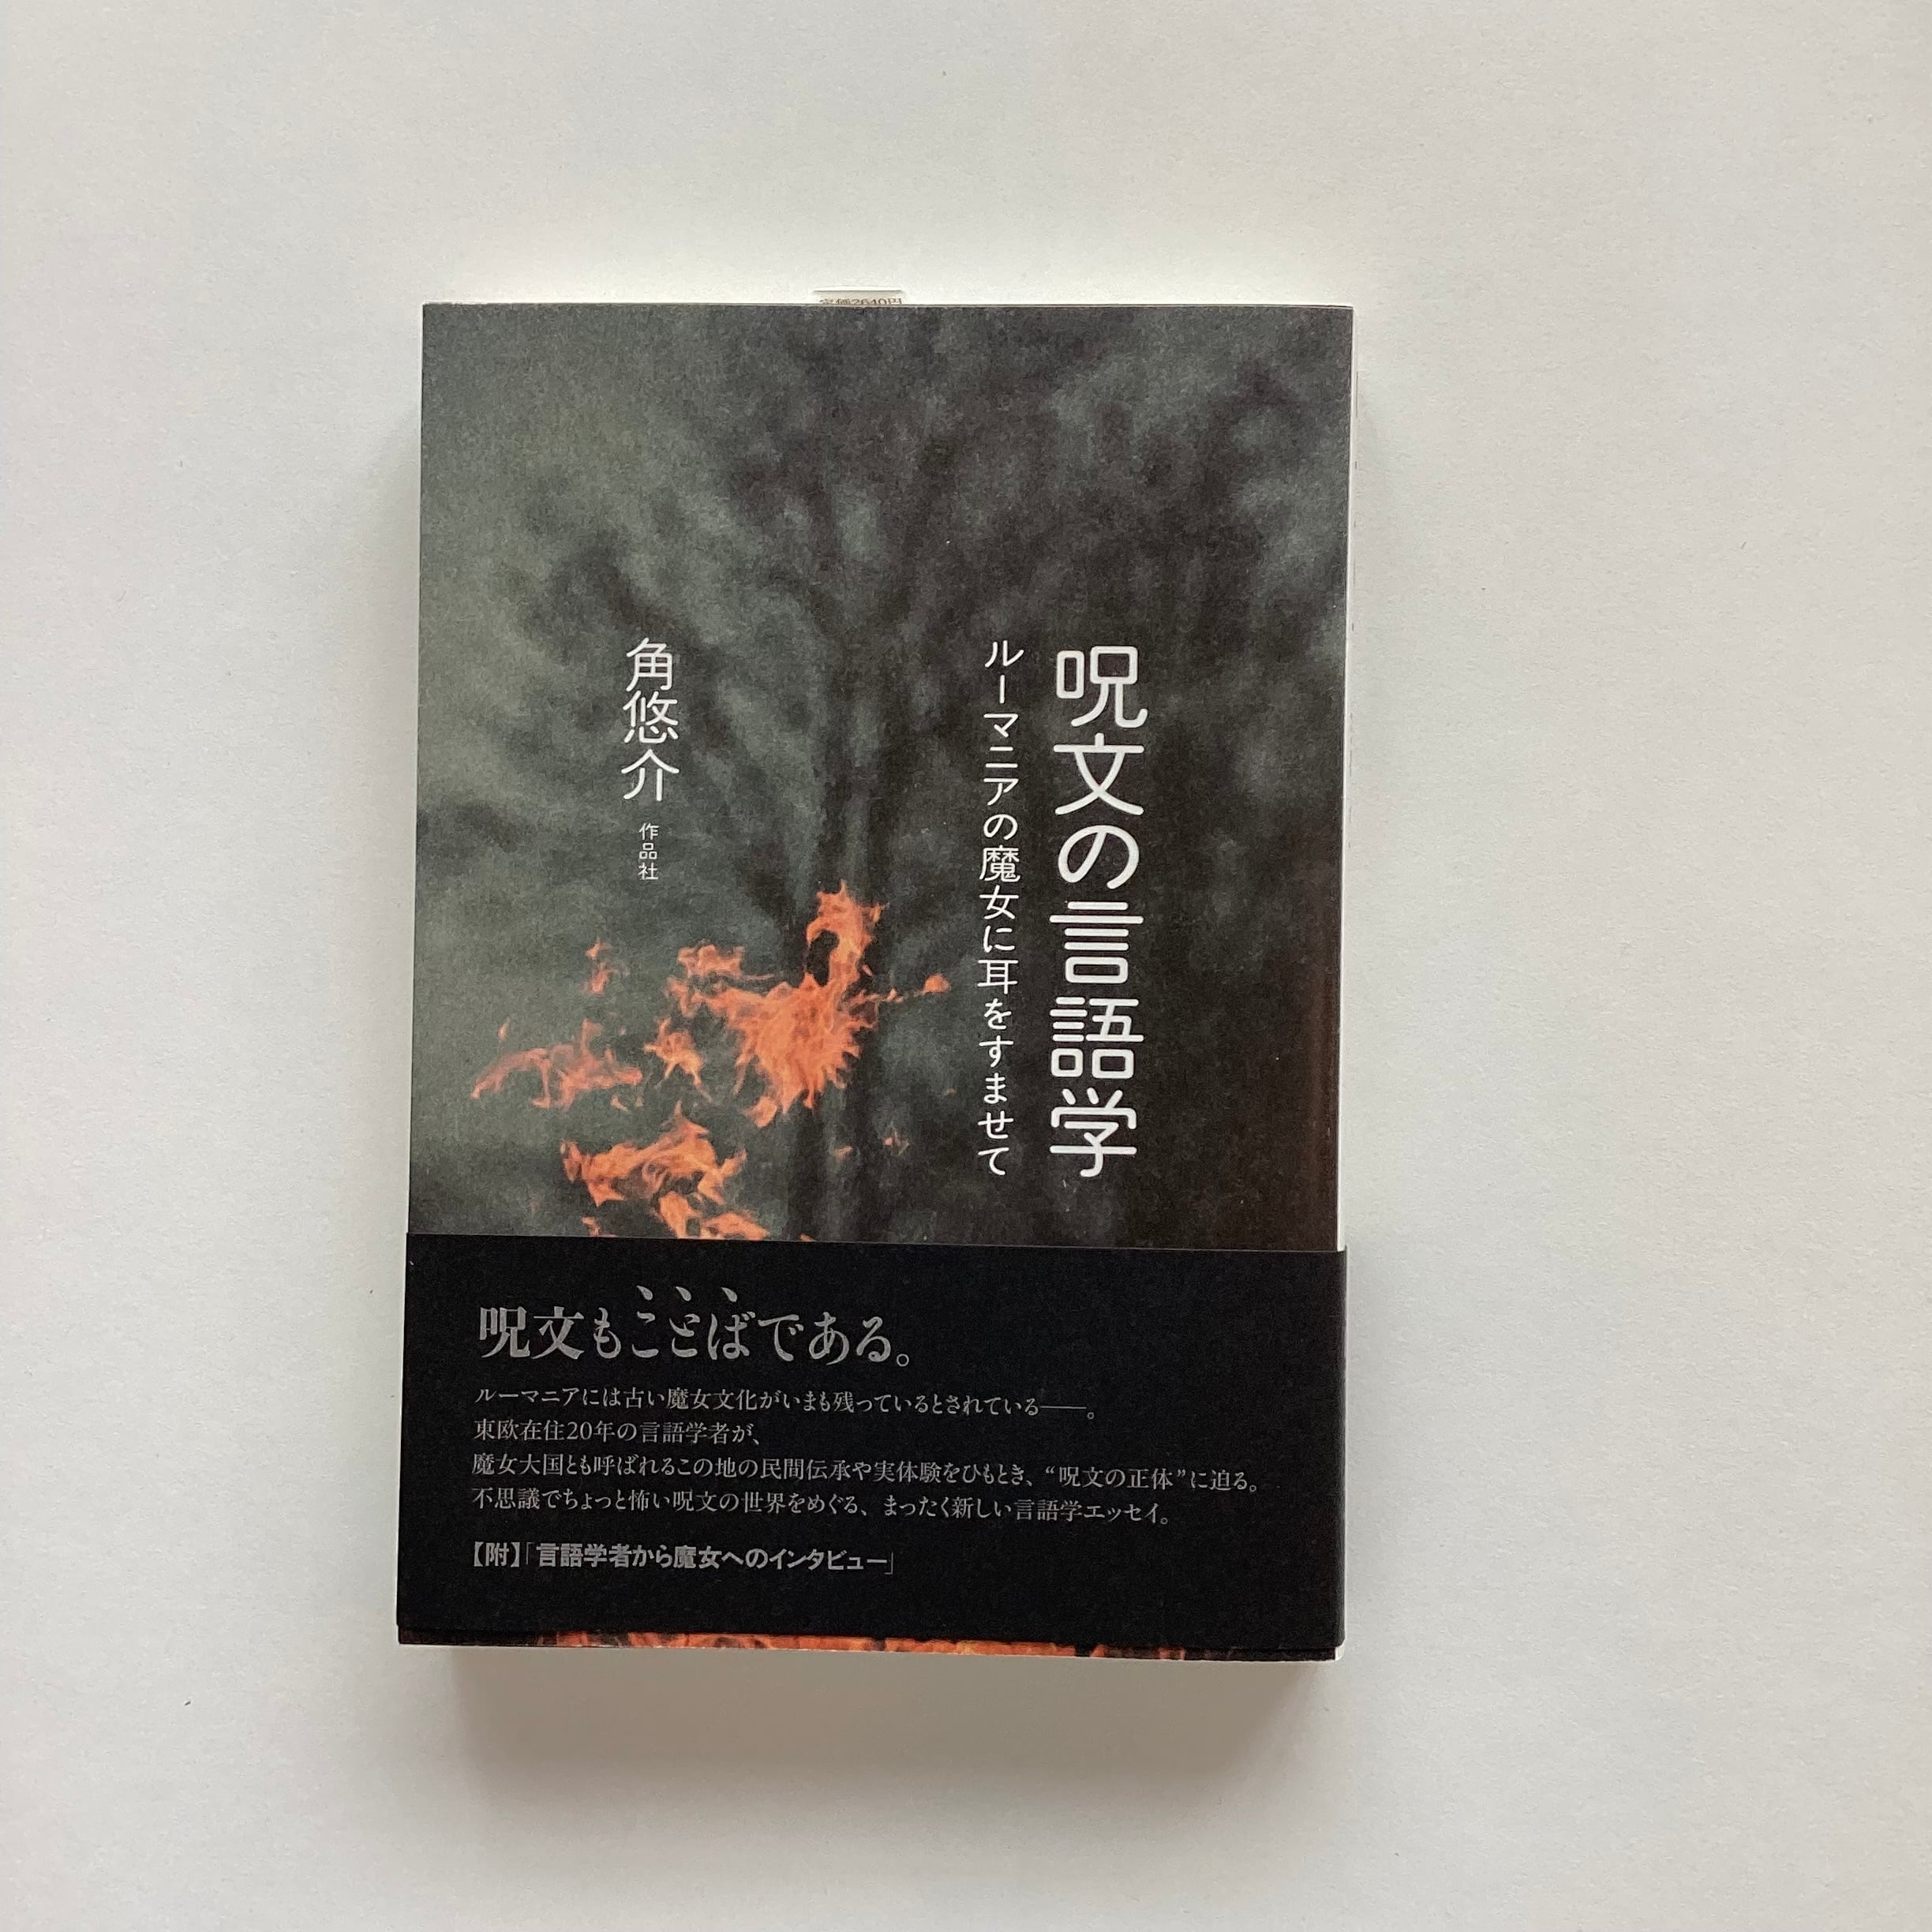 定価2640円
呪文の言語学
ルーマニアの魔女に耳をすませて
角悠介
作品社
呪文もことばである。
ルーマニアには古い魔女文化がいまも残っているとされている——。
東欧在住20年の言語学者が、
魔女大国とも呼ばれるこの地の民間伝承や実体験をひもとき、“呪文の正体”に迫る。
不思議でちょっと怖い呪文の世界をめぐる、まったく新しい言語学エッセイ。
【附】「言語学者から魔女へのインタビュー」